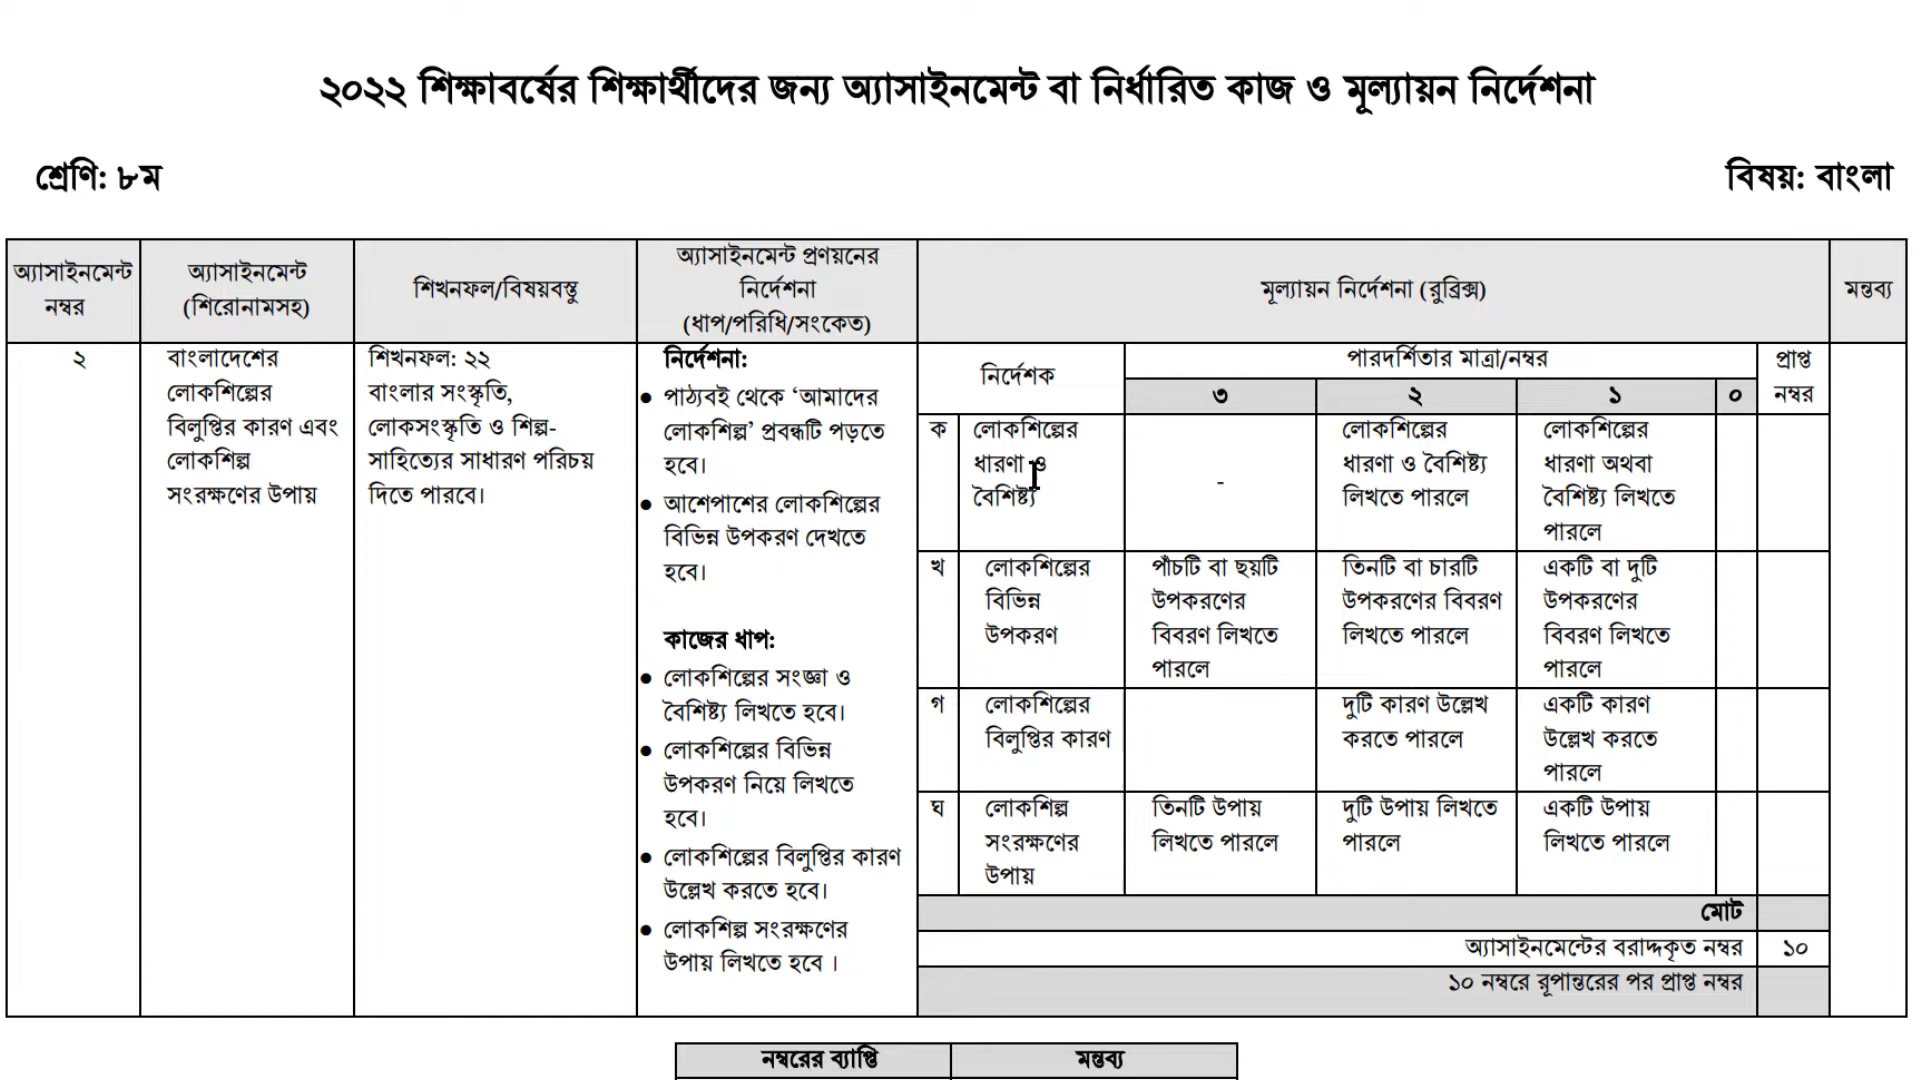 ২০২২ শিক্ষাবর্ষের শিক্ষার্থীদের জন্য অ্যাসাইনমেন্ট বা নির্ধারিত কাজ ও মূল্যায়ন নির্দেশনা
শ্রেণি: ৮ম
বিষয়: বাংলা
অ্যাসাইনমেন্ট
নম্বর
অ্যাসাইনমেন্ট
(শিরোনামসহ)
শিখনফল/বিষয়বস্তু
অ্যাসাইনমেন্ট প্রণয়নের
নির্দেশনা
(ধাপ/পরিধি/সংকেত)
মূল্যায়ন নির্দেশনা (রুব্রিক্স)
মন্তব্য
২
বাংলাদেশের
লোকশিল্পের
বিলুপ্তির কারণ এবং
লোকশিল্প
সংরক্ষণের উপায়
শিখনফল: ২২
বাংলার সংস্কৃতি,
লোকসংস্কৃতি ও শিল্প-
সাহিত্যের সাধারণ পরিচয়
দিতে পারবে।
নির্দেশনা:
● পাঠ্যবই থেকে ‘আমাদের
লোকশিল্প’ প্রবন্ধটি পড়তে
হবে।
● আশেপাশের লোকশিল্পের
বিভিন্ন উপকরণ দেখতে
হবে।
কাজের ধাপ:
● লোকশিল্পের সংজ্ঞা ও
বৈশিষ্ট্য লিখতে হবে।
● লোকশিল্পের বিভিন্ন
উপকরণ নিয়ে লিখতে
হবে।
● লোকশিল্পের বিলুপ্তির কারণ
উল্লেখ করতে হবে।
● লোকশিল্প সংরক্ষণের
উপায় লিখতে হবে ।
নির্দেশক
পারদর্শিতার মাত্রা/নম্বর
প্রাপ্ত
নম্বর
৩
২
১
০
ক
লোকশিল্পের
ধারণা ও
বৈশিষ্ট্য
-
লোকশিল্পের
ধারণা ও বৈশিষ্ট্য
লিখতে পারলে
লোকশিল্পের
ধারণা অথবা
বৈশিষ্ট্য লিখতে
পারলে
খ
লোকশিল্পের
বিভিন্ন
উপকরণ
পাঁচটি বা ছয়টি
উপকরণের
বিবরণ লিখতে
পারলে
তিনটি বা চারটি
উপকরণের বিবরণ
লিখতে পারলে
একটি বা দুটি
উপকরণের
বিবরণ লিখতে
পারলে
গ
লোকশিল্পের
বিলুপ্তির কারণ
দুটি কারণ উল্লেখ
করতে পারলে
একটি কারণ
উল্লেখ করতে
পারলে
ঘ
লোকশিল্প
সংরক্ষণের
উপায়
তিনটি উপায়
লিখতে পারলে
দুটি উপায় লিখতে
পারলে
একটি উপায়
লিখতে পারলে
মোট
অ্যাসাইনমেন্টের বরাদ্দকৃত নম্বর
১০
১০ নম্বরে রূপান্তরের পর প্রাপ্ত নম্বর
নম্বরের ব্যাপ্তি
মন্তব্য